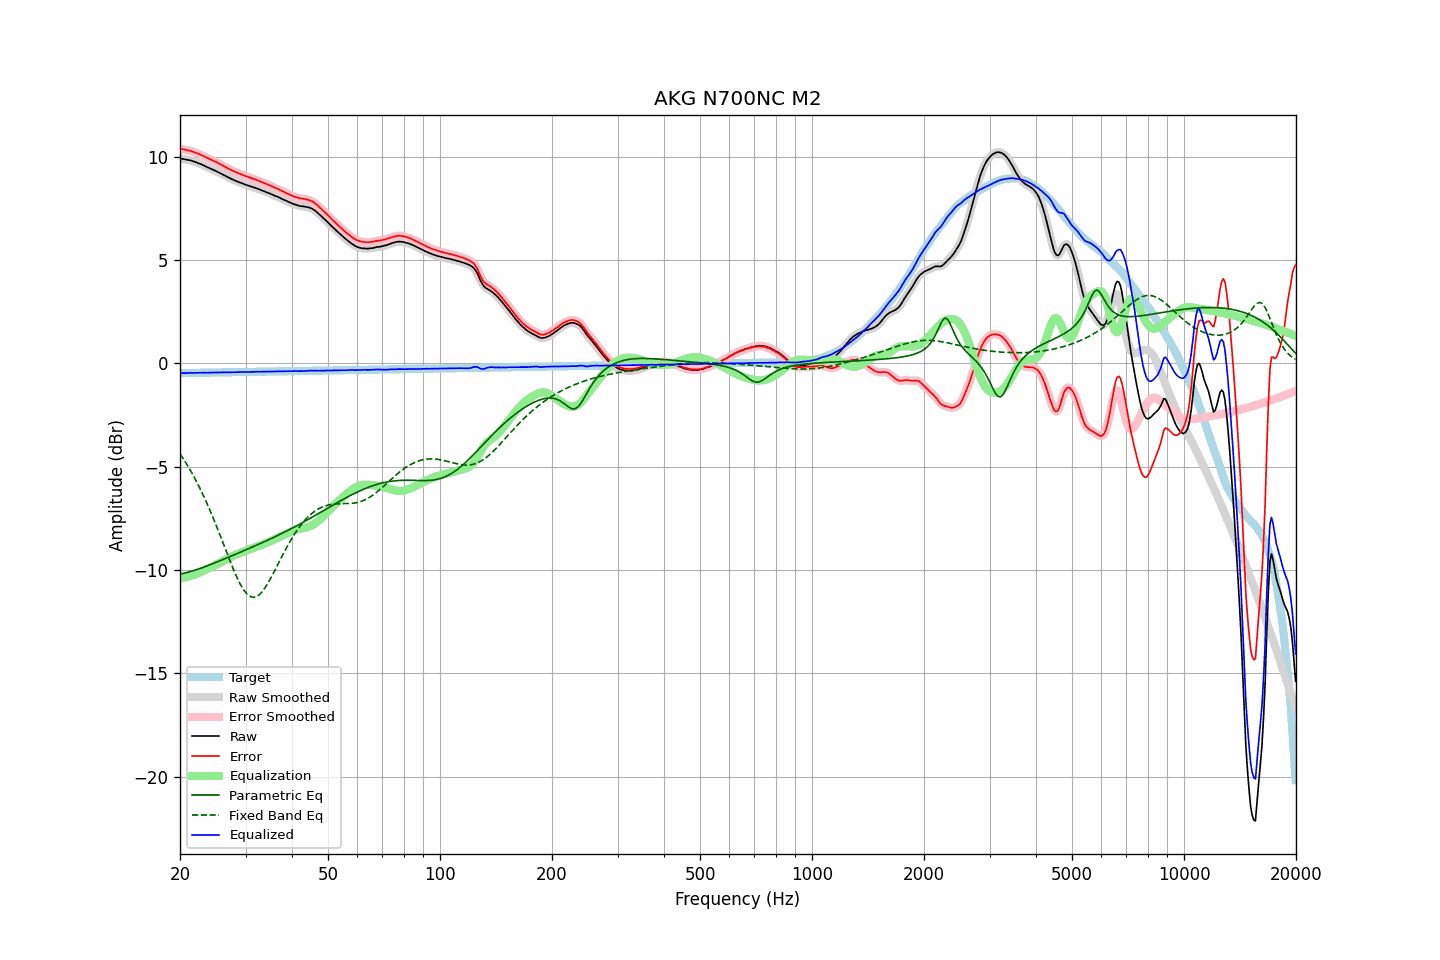 AKG N700NC M2
Amplitude (dBr)
10
5
0
−5
−10
−15
−20
Target
Raw Smoothed
Error Smoothed
Raw
Error
Equalization
Parametric Eq
Fixed Band Eq
Equalized
20 50 100 200 500 1000 2000 5000 10000 20000
Frequency (Hz)